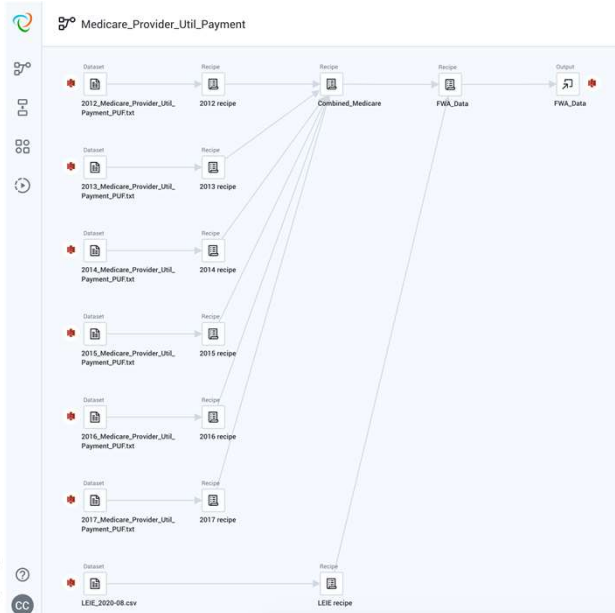 Medicare_Provider_Util_Payment
Dataset
Recipe
Recipe
Recipe
Output
2012_Medicare_Provider_Util_
Payment_PUF.txt
2012 recipe
Combined_Medicare
FWA_Data
FWA_Data
Dataset
Recipe
2013_Medicare_Provider_Util_
Payment_PUF.txt
2013 recipe
Dataset
Recipe
2014_Medicare_Provider_Util_
Payment_PUF.txt
2014 recipe
Dataset
Recipe
2015_Medicare_Provider_Util_
Payment_PUF.txt
2015 recipe
Dataset
Recipe
2016_Medicare_Provider_Util_
Payment_PUF.txt
2016 recipe
Dataset
Recipe
2017_Medicare_Provider_Util_
Payment_PUF.txt
2017 recipe
Dataset
Recipe
LEIE_2020-08.csv
LEIE recipe
CC